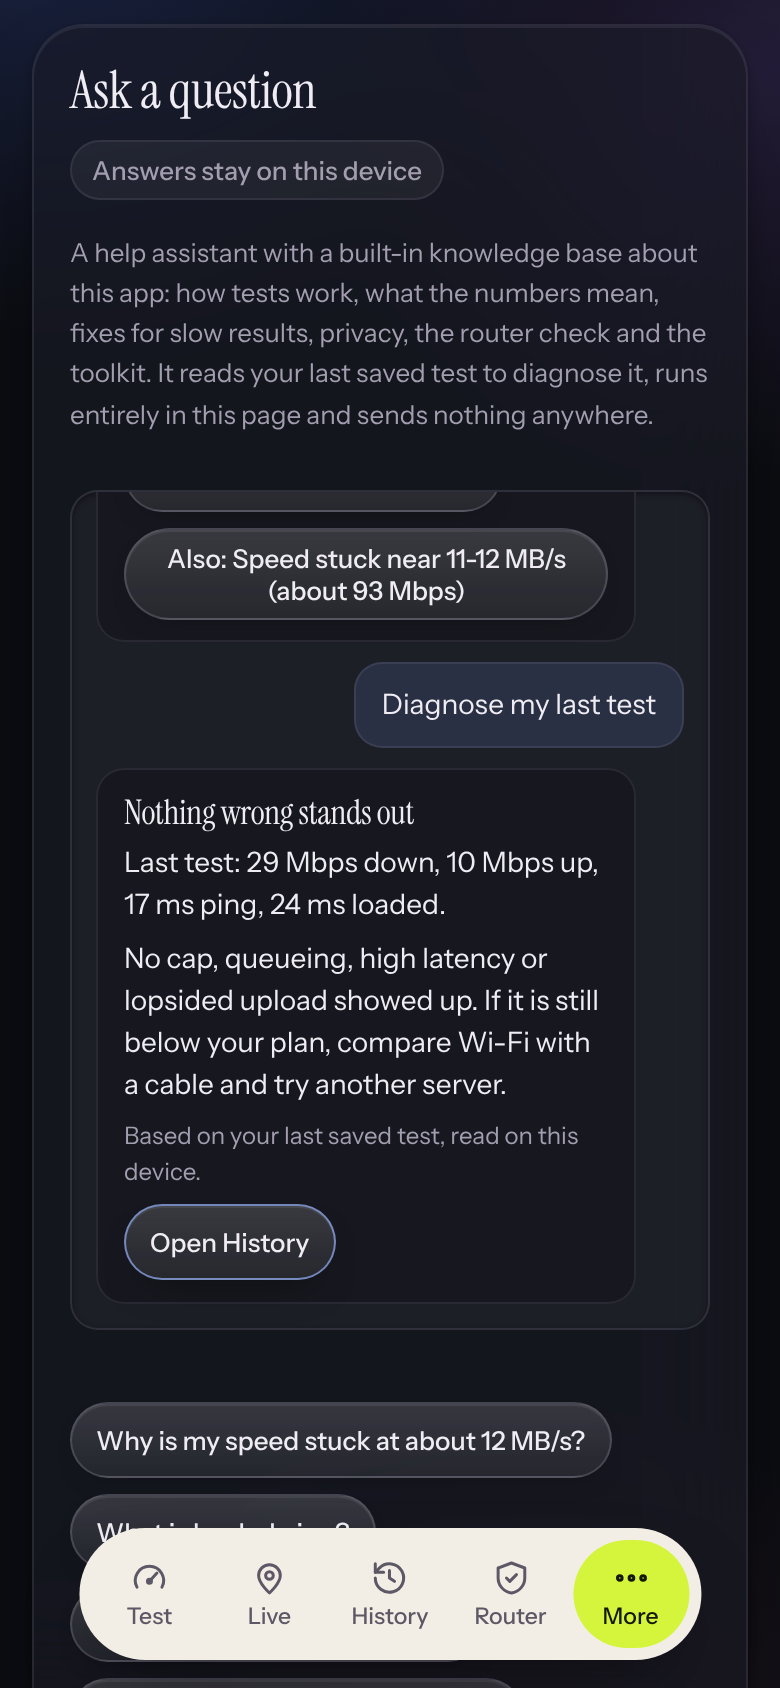 Ask a question
Answers stay on this device
A help assistant with a built-in knowledge base about
this app: how tests work, what the numbers mean,
fixes for slow results, privacy, the router check and the
toolkit. It reads your last saved test to diagnose it, runs
entirely in this page and sends nothing anywhere.
Also: Speed stuck near 11-12 MB/s
(about 93 Mbps)
Diagnose my last test
Nothing wrong stands out
Last test: 29 Mbps down, 10 Mbps up,
17 ms ping, 24 ms loaded.
No cap, queueing, high latency or
lopsided upload showed up. If it is still
below your plan, compare Wi-Fi with
a cable and try another server.
Based on your last saved test, read on this
device.
Open History
Why is my speed stuck at about 12 MB/s?
Test
Live
History
Router
More